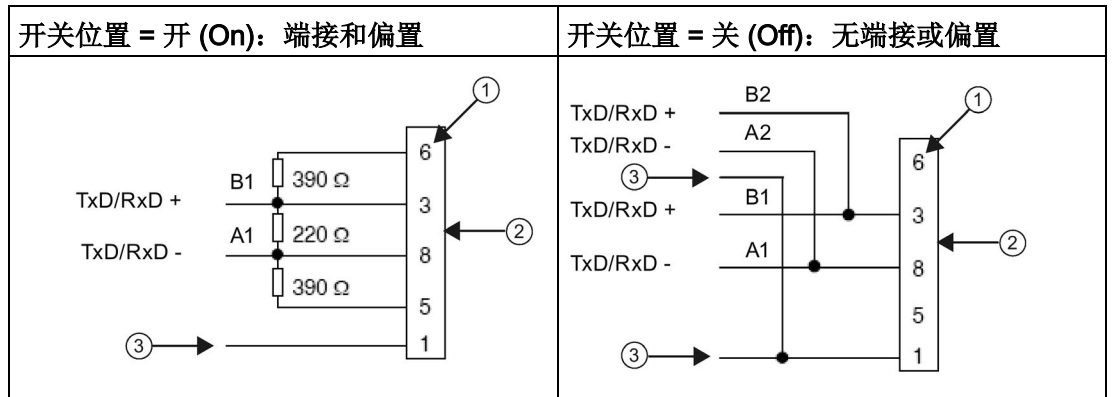 开关位置 = 开 (On)：端接和偏置
①
6
390 Ω
B1
TxD/RxD +
3
②
220 Ω
A1
TxD/RxD -
8
390 Ω
5
③
1
开关位置 = 关 (Off)：无端接或偏置
B2
①
TxD/RxD +
A2
TxD/RxD -
6
③
B1
TxD/RxD +
3
②
A1
TxD/RxD -
8
5
③
1